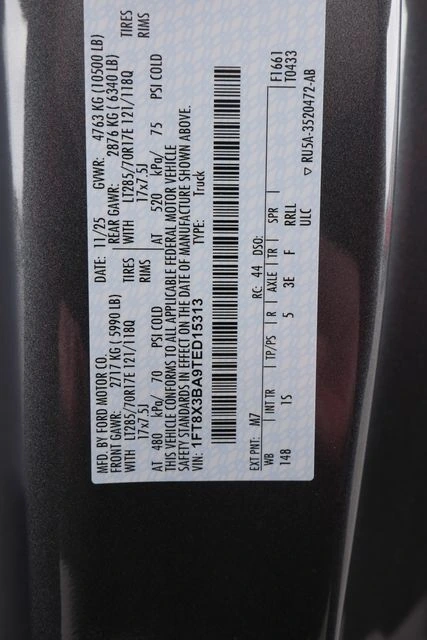 MFD. BY FORD MOTOR CO.
DATE: 11/25 GVWR: 4763 KG (10500 LB)
FRONT GAWR: 2717 KG ( 5990 LB) REAR GAWR: 2876 KG ( 6340 LB)
WITH LT285/70R17E 121/118Q TIRES WITH LT285/70R17E 121/118Q TIRES
17x7.5J RIMS 17x7.5J RIMS
AT 480 kPa/ 70 PSI COLD AT 520 kPa/ 75 PSI COLD
THIS VEHICLE CONFORMS TO ALL APPLICABLE FEDERAL MOTOR VEHICLE
SAFETY STANDARDS IN EFFECT ON THE DATE OF MANUFACTURE SHOWN ABOVE.
VIN: 1FT8X3BA9TED15313 TYPE: Truck
F1661
T0433
EXT PNT: M7 RC: 44 DSO:
WB INT TR TP/PS R AXLE TR SPR
148 1S 5 3E F RRLL
ULC
▽ RU5A-3520472-AB